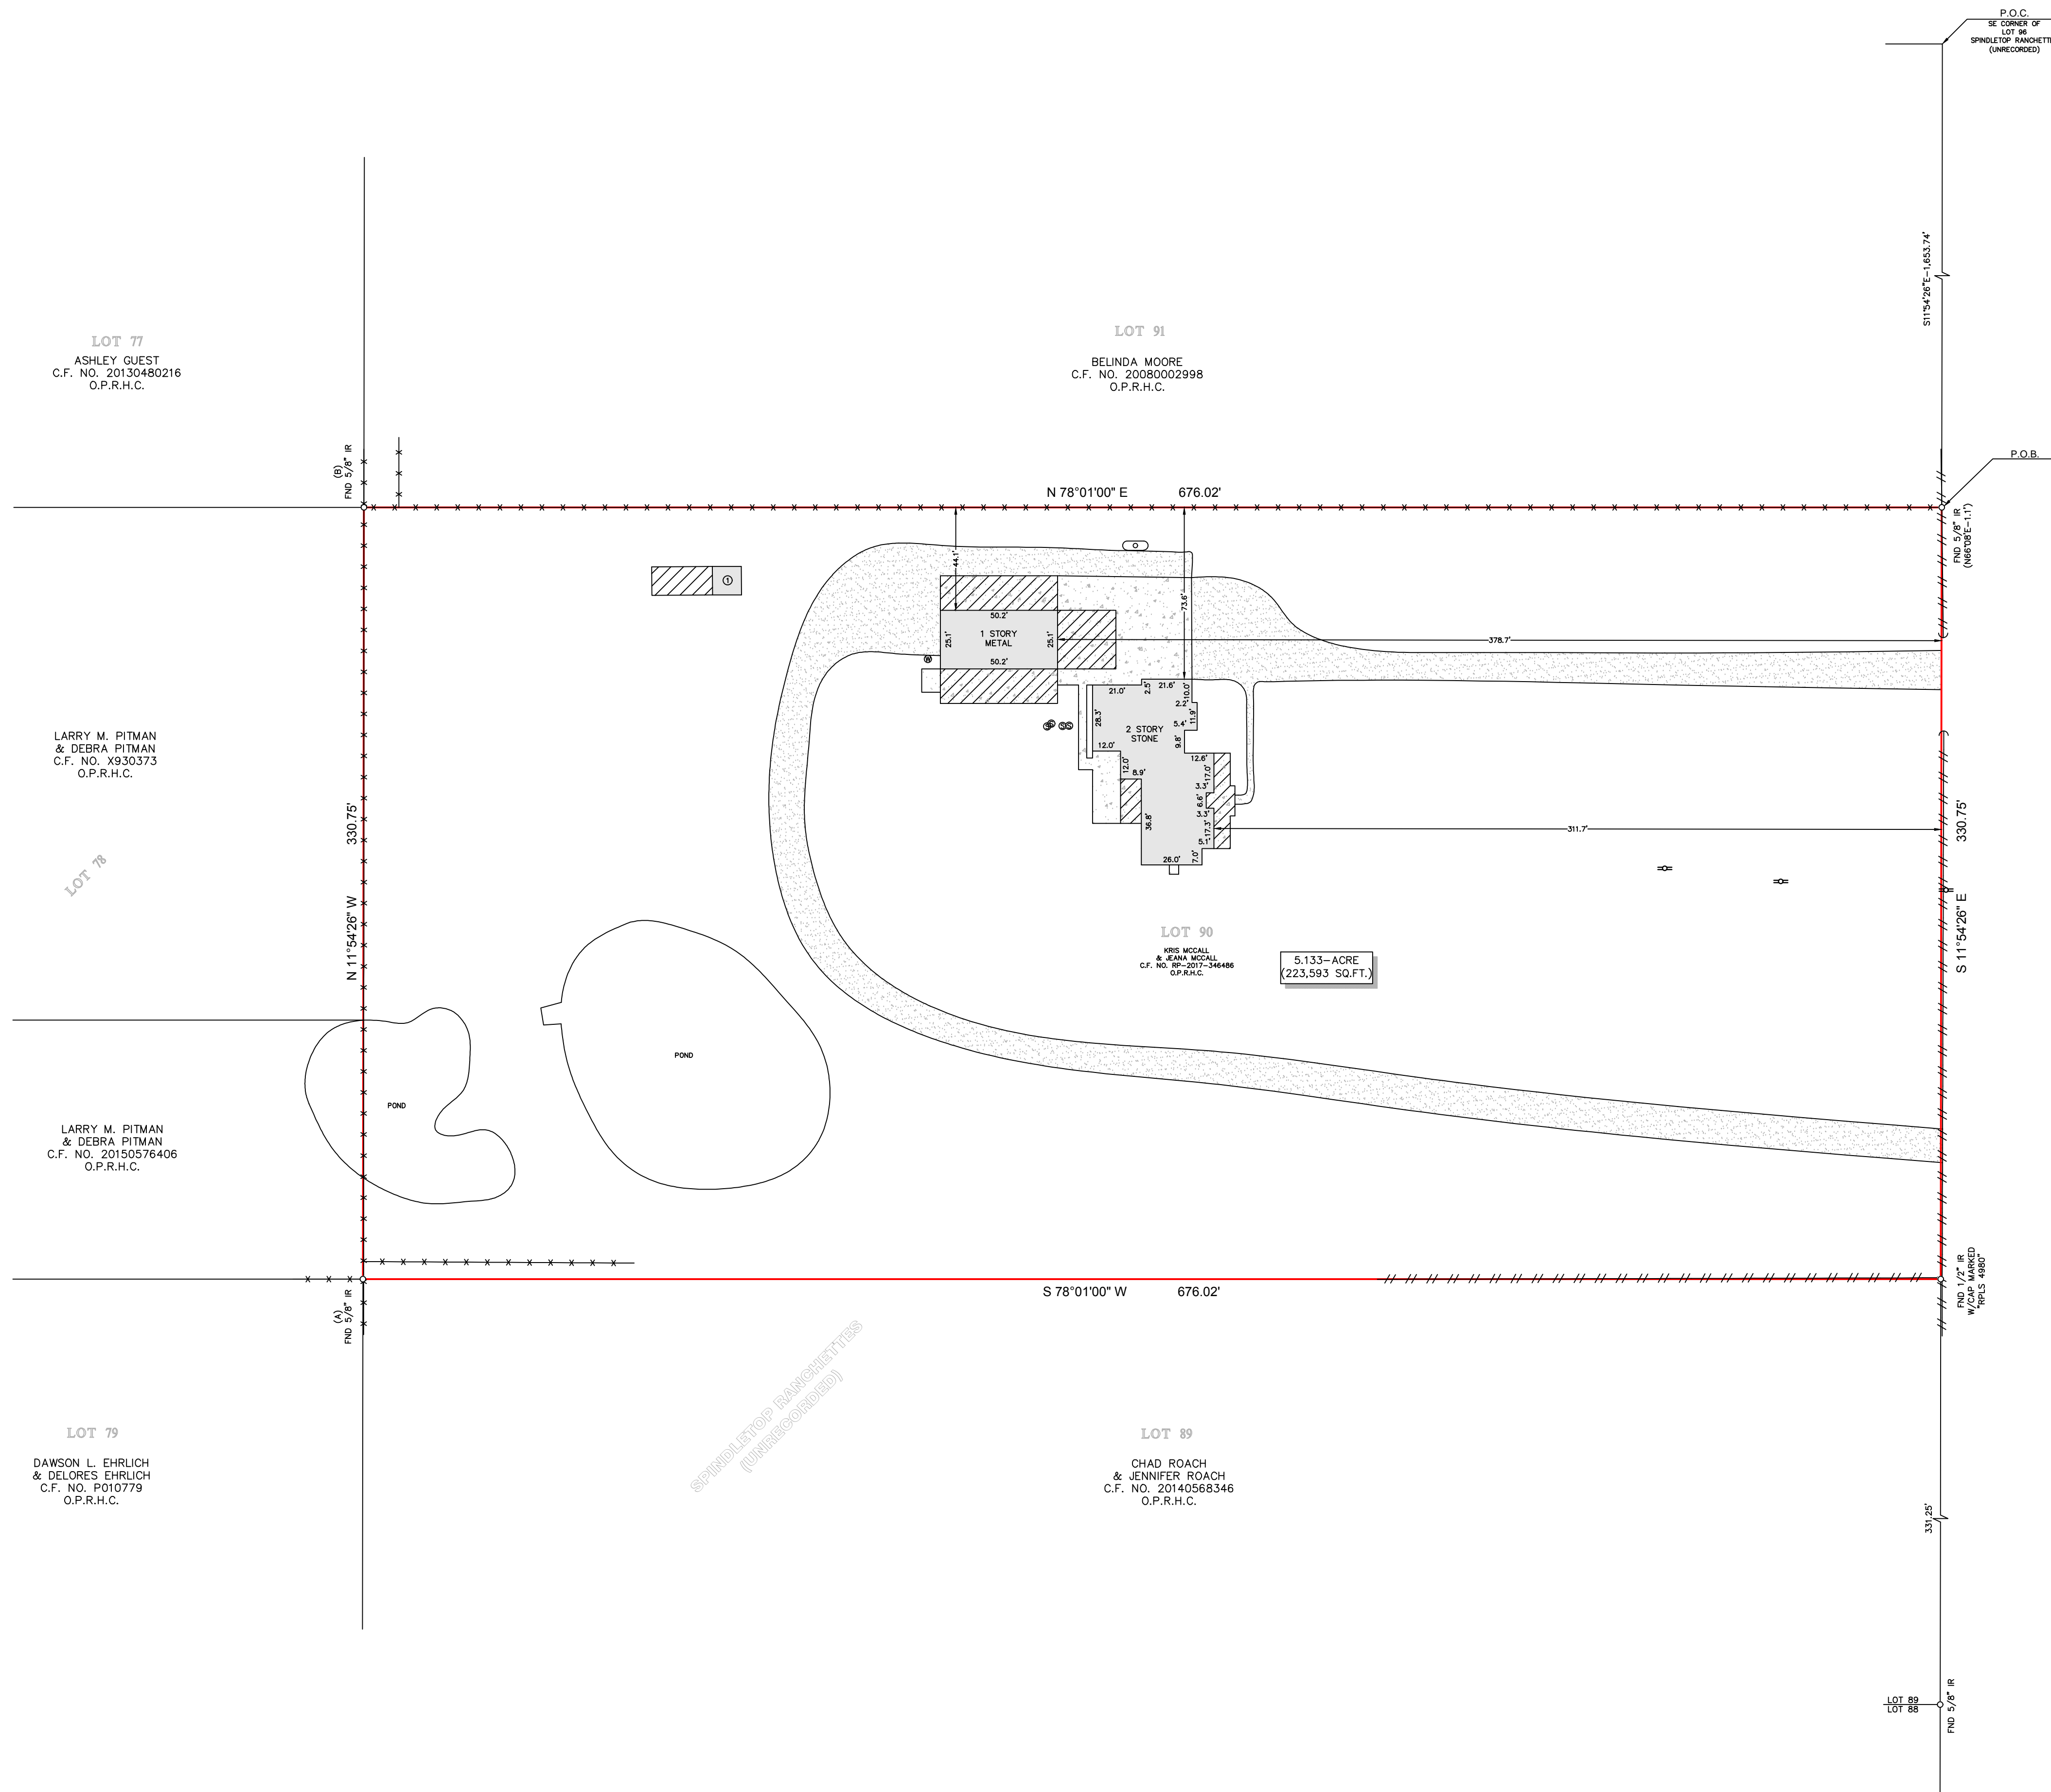 P.O.C.
SE CORNER OF
LOT 96
SPINDLETOP RANCHETT
(UNRECORDED)
S11°54'26"E-1,653.74'
LOT 77
ASHLEY GUEST
C.F. NO. 20130480216
O.P.R.H.C.
LOT 91
BELINDA MOORE
C.F. NO. 20080002998
O.P.R.H.C.
(B)
FND 5/8" IR
P.O.B.
N 78°01'00" E 676.02'
FND 5/8" IR
(N66°08'E-1.1')
44.1'
73.6'
1
50.2'
25.1'
1 STORY
METAL
25.1'
50.2'
378.7'
W
21.0'
2.5'
21.6'
10.0'
2.2'
28.3'
11.9'
5.4'
2 STORY
STONE
9.8'
12.0'
12.0'
12.6'
8.9'
17.0'
3.3'
6.6'
3.3'
36.8'
17.3'
5.1'
26.0'
7.0'
311.7'
LARRY M. PITMAN
& DEBRA PITMAN
C.F. NO. X930373
O.P.R.H.C.
LOT 78
N 11°54'26" W 330.75'
S 11°54'26" E 330.75'
LOT 90
KRIS MCCALL
& JEANA MCCALL
C.F. NO. RP-2017-346486
O.P.R.H.C.
5.133-ACRE
(223,593 SQ.FT.)
POND
POND
LARRY M. PITMAN
& DEBRA PITMAN
C.F. NO. 20150576406
O.P.R.H.C.
S 78°01'00" W 676.02'
(A)
FND 5/8" IR
FND 1/2" IR
W/CAP MARKED
"RPLS 4980"
SPINDLETOP RANCHETTES
(UNRECORDED)
LOT 79
DAWSON L. EHRLICH
& DELORES EHRLICH
C.F. NO. P010779
O.P.R.H.C.
LOT 89
CHAD ROACH
& JENNIFER ROACH
C.F. NO. 20140568346
O.P.R.H.C.
331.25'
LOT 89
LOT 88
FND 5/8" IR